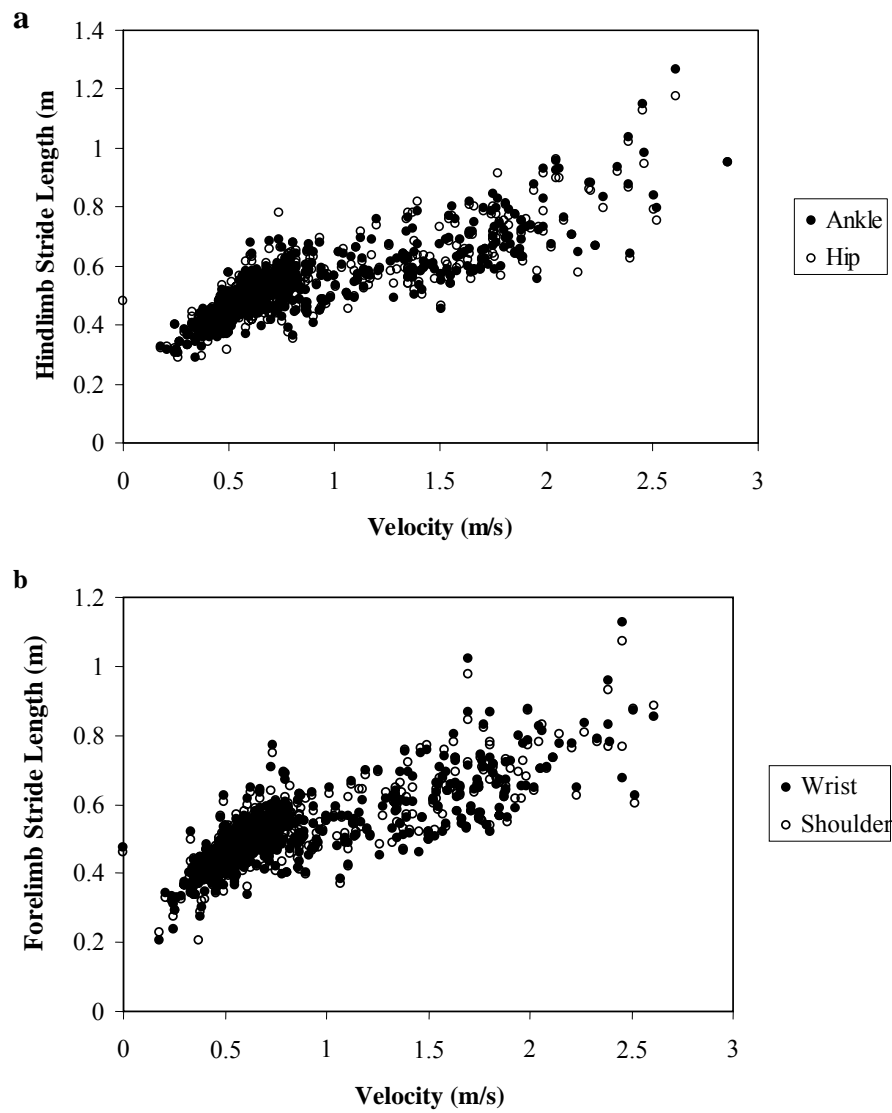 a
1.4
1.2
1
0.8
0.6
0.4
0.2
0
Hindlimb Stride Length (m
0 0.5 1 1.5 2 2.5 3
Velocity (m/s)
Ankle
Hip
b
1.2
1
0.8
0.6
0.4
0.2
0
Forelimb Stride Length (m)
0 0.5 1 1.5 2 2.5 3
Velocity (m/s)
Wrist
Shoulder